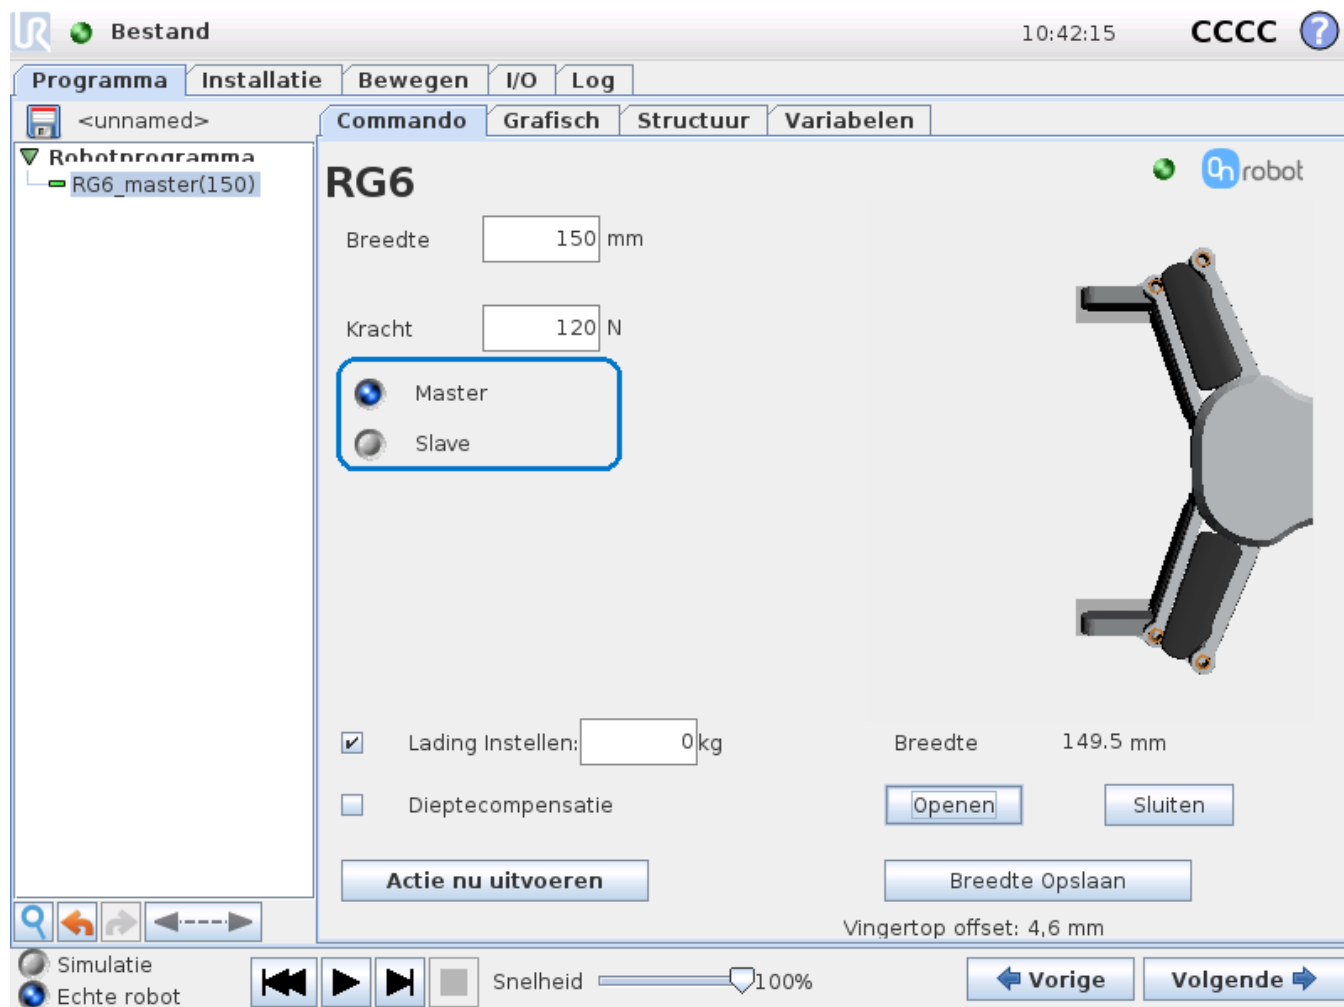 UR Bestand 10:42:15 CCCC ?
Programma Installatie Bewegen I/O Log
<unnamed> Commando Grafisch Structuur Variabelen
Robotprogramma
RG6_master(150)
RG6
On robot
Breedte 150 mm
Kracht 120 N
Master
Slave
Lading Instellen: 0 kg Breedte 149.5 mm
Dieptecompensatie Openen Sluiten
Actie nu uitvoeren Breedte Opslaan
Vingertop offset: 4,6 mm
Simulatie
Echte robot
Snelheid 100% Vorige Volgende